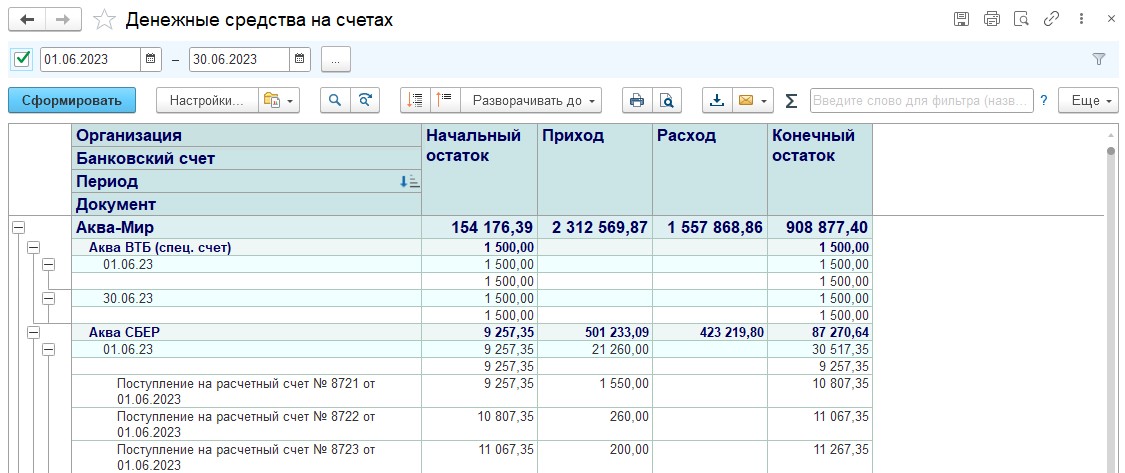 Денежные средства на счетах
01.06.2023 – 30.06.2023 ...
Сформировать Настройки... Разворачивать до Σ Введите слово для фильтра (назв... ? Еще
Организация Начальный остаток Приход Расход Конечный остаток
Банковский счет
Период
Документ
Аква-Мир 154 176,39 2 312 569,87 1 557 868,86 908 877,40
Аква ВТБ (спец. счет) 1 500,00 1 500,00
01.06.23 1 500,00 1 500,00
1 500,00 1 500,00
30.06.23 1 500,00 1 500,00
1 500,00 1 500,00
Аква СБЕР 9 257,35 501 233,09 423 219,80 87 270,64
01.06.23 9 257,35 21 260,00 30 517,35
9 257,35 9 257,35
Поступление на расчетный счет № 8721 от 9 257,35 1 550,00 10 807,35
01.06.2023
Поступление на расчетный счет № 8722 от 10 807,35 260,00 11 067,35
01.06.2023
Поступление на расчетный счет № 8723 от 11 067,35 200,00 11 267,35
01.06.2023